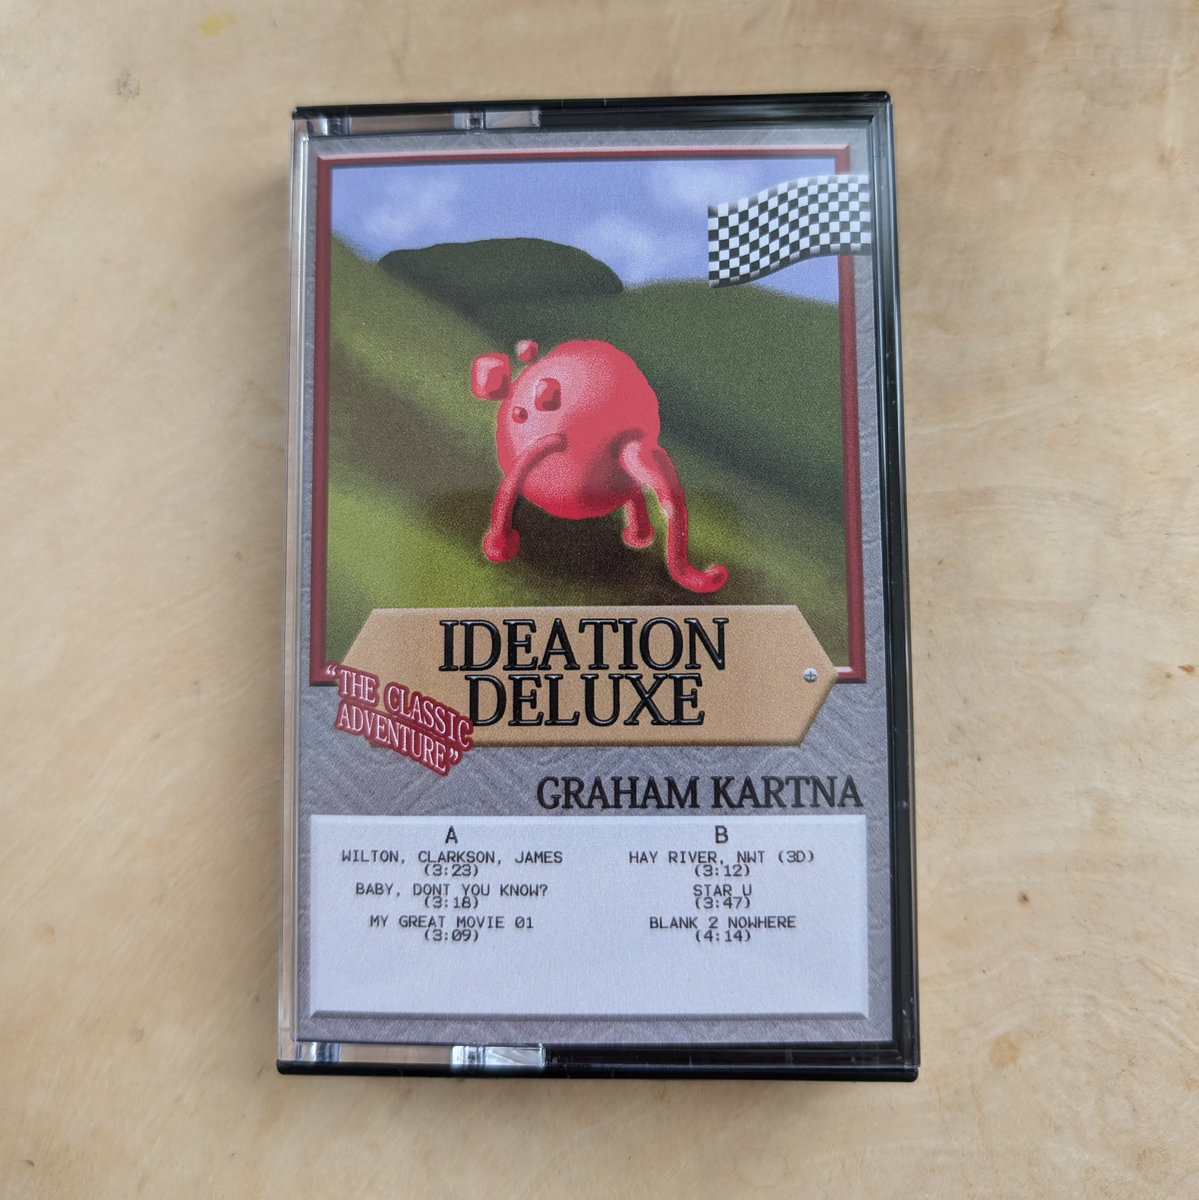 IDEATION
DELUXE
"THE CLASSIC
ADVENTURE"
GRAHAM KARTNA
A
WILTON, CLARKSON, JAMES
(3:23)
BABY, DONT YOU KNOW?
(3:18)
MY GREAT MOVIE 01
(3:09)
B
HAY RIVER, NWT (3D)
(3:12)
STAR U
(3:47)
BLANK 2 NOWHERE
(4:14)